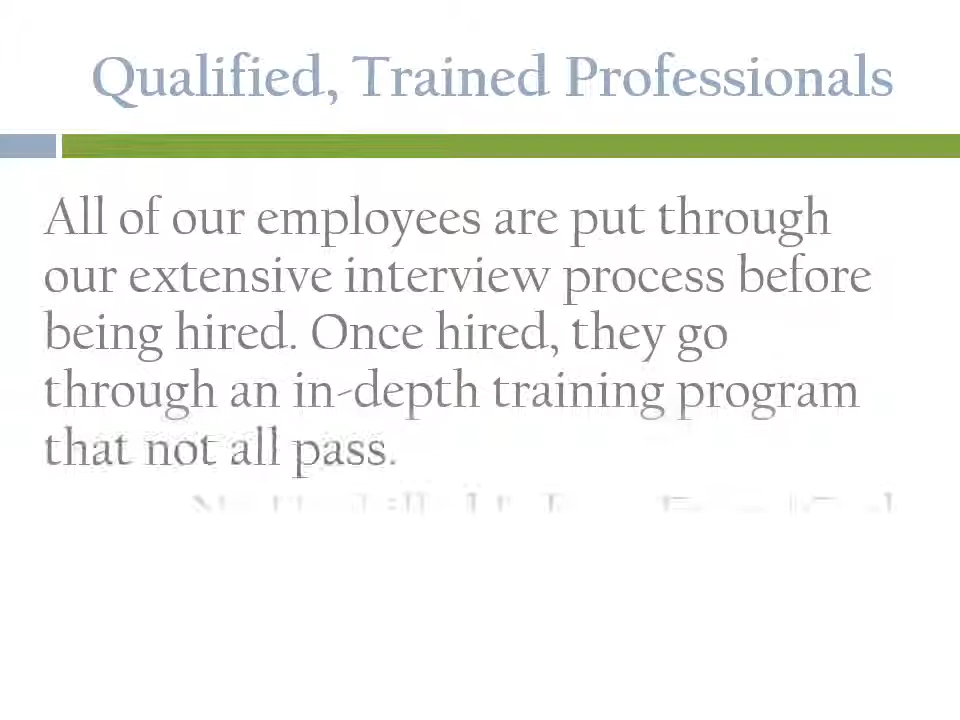 Qualified, Trained Professionals
All of our employees are put through
our extensive interview process before
being hired. Once hired, they go
through an in-depth training program
that not all pass.